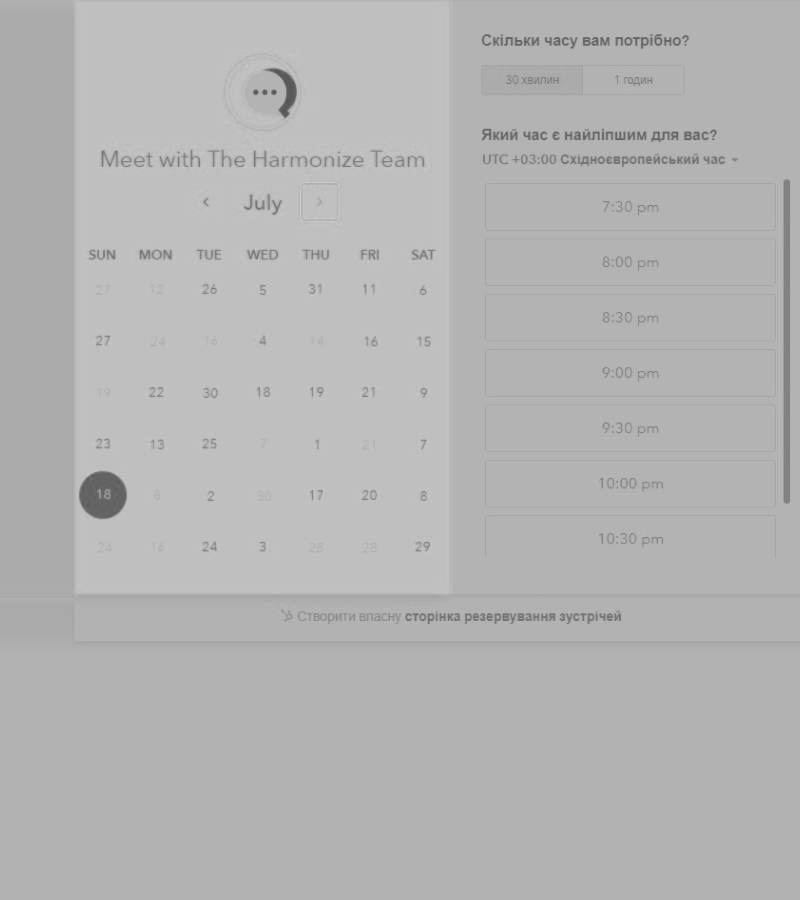 Meet with The Harmonize Team
July
SUN MON TUE WED THU FRI SAT
27 12 26 5 31 11 6
27 24 16 4 14 16 15
19 22 30 18 19 21 9
23 13 25 7 1 21 7
18 8 2 30 17 20 8
24 16 24 3 28 28 29
Скільки часу вам потрібно?
30 хвилин 1 годин
Який час є найліпшим для вас?
UTC +03:00 Східноєвропейський час
7:30 pm
8:00 pm
8:30 pm
9:00 pm
9:30 pm
10:00 pm
10:30 pm
Створити власну сторінка резервування зустрічей